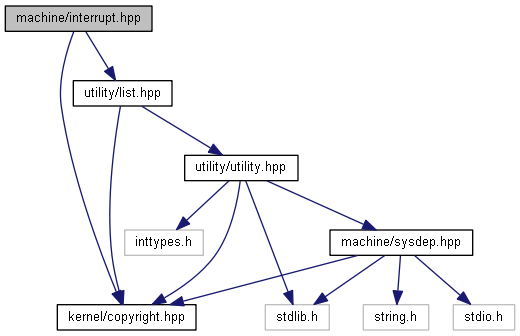 machine/interrupt.hpp
utility/list.hpp
utility/utility.hpp
inttypes.h
machine/sysdep.hpp
kernel/copyright.hpp
stdlib.h
string.h
stdio.h